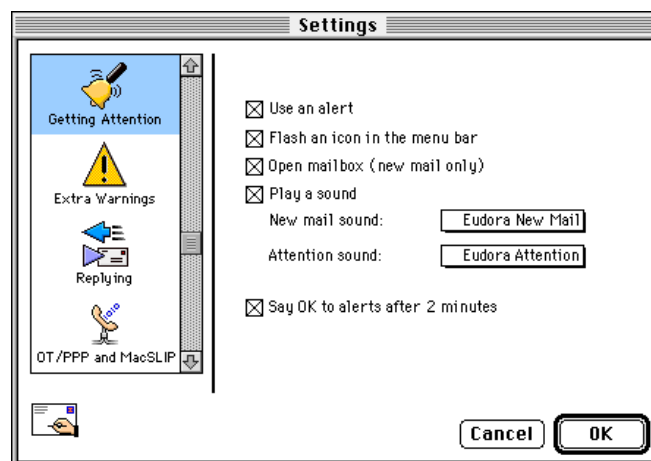 Settings
Getting Attention
Extra Warnings
Replying
OT/PPP and MacSLIP
Use an alert
Flash an icon in the menu bar
Open mailbox (new mail only)
Play a sound
New mail sound: Eudora New Mail
Attention sound: Eudora Attention
Say OK to alerts after 2 minutes
Cancel OK